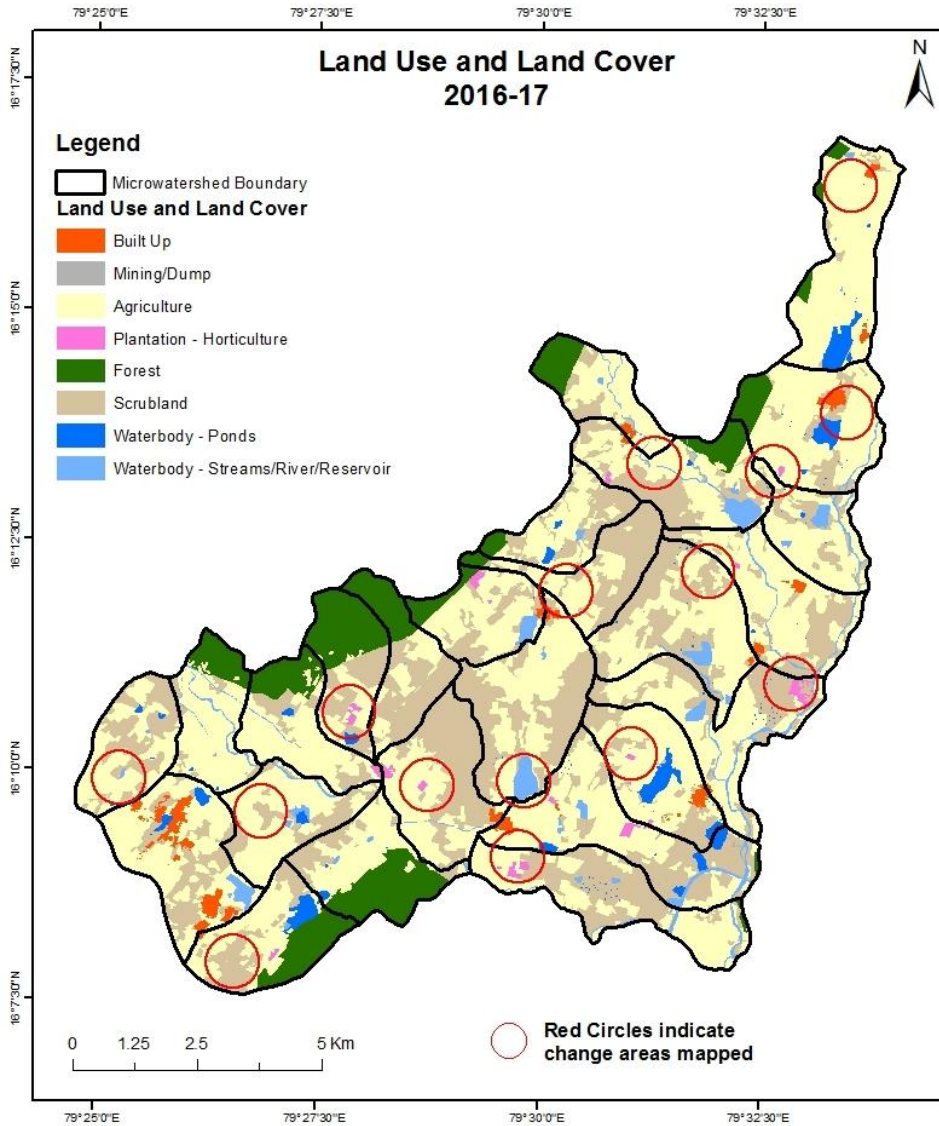 79°25'0"E 79°27'30"E 79°30'0"E 79°32'30"E
Land Use and Land Cover
2016-17
N
16°17'30"N
16°15'0"N
16°12'30"N
16°10'0"N
16°7'30"N
Legend
Microwatershed Boundary
Land Use and Land Cover
Built Up
Mining/Dump
Agriculture
Plantation - Horticulture
Forest
Scrubland
Waterbody - Ponds
Waterbody - Streams/River/Reservoir
0 1.25 2.5 5 Km
Red Circles indicate
change areas mapped
79°25'0"E 79°27'30"E 79°30'0"E 79°32'30"E